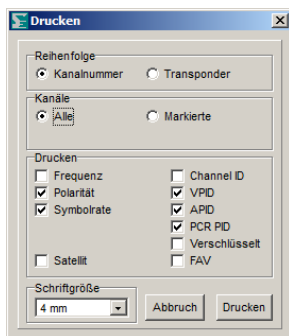 Drucken
Reihenfolge
Kanalnummer Transponder
Kanäle
Alle Markierte
Drucken
Frequenz Channel ID
Polarität VPID
Symbolrate APID
PCR PID
Verschlüsselt
Satellit FAV
Schriftgröße
4 mm Abbruch Drucken